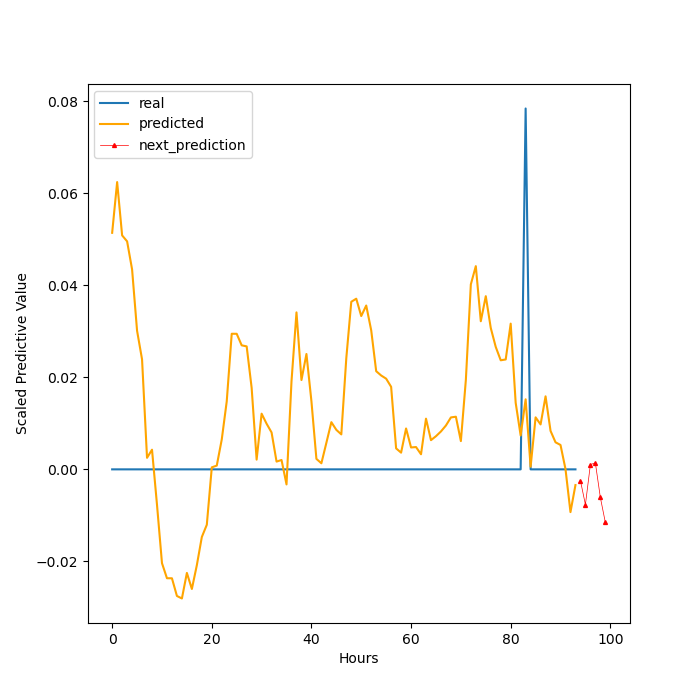 real
predicted
next_prediction
0.08
0.06
0.04
0.02
0.00
−0.02
Scaled Predictive Value
0 20 40 60 80 100
Hours